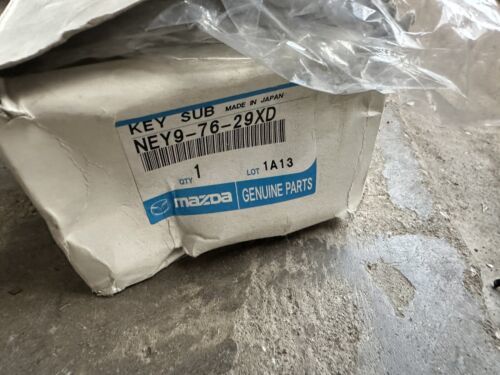 KEY SUB MADE IN JAPAN
NEY9-76-29XD
QTY 1 LOT 1A13
mazda GENUINE PARTS